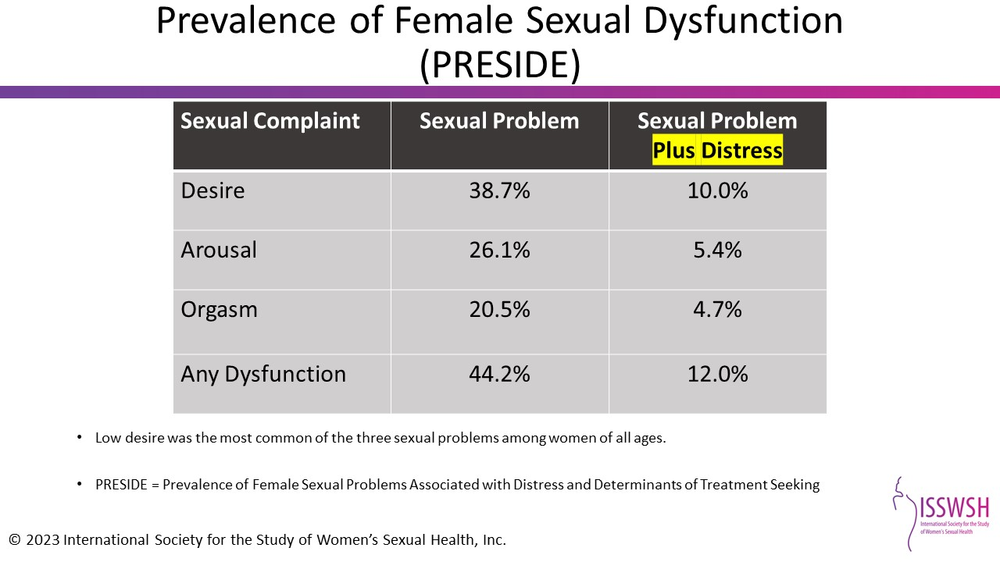 Prevalence of Female Sexual Dysfunction
(PRESIDE)
Sexual Complaint Sexual Problem Sexual Problem
Plus Distress
Desire 38.7% 10.0%
Arousal 26.1% 5.4%
Orgasm 20.5% 4.7%
Any Dysfunction 44.2% 12.0%
• Low desire was the most common of the three sexual problems among women of all ages.
• PRESIDE = Prevalence of Female Sexual Problems Associated with Distress and Determinants of Treatment Seeking
ISSWSH
International Society for the Study
of Women's Sexual Health
© 2023 International Society for the Study of Women’s Sexual Health, Inc.